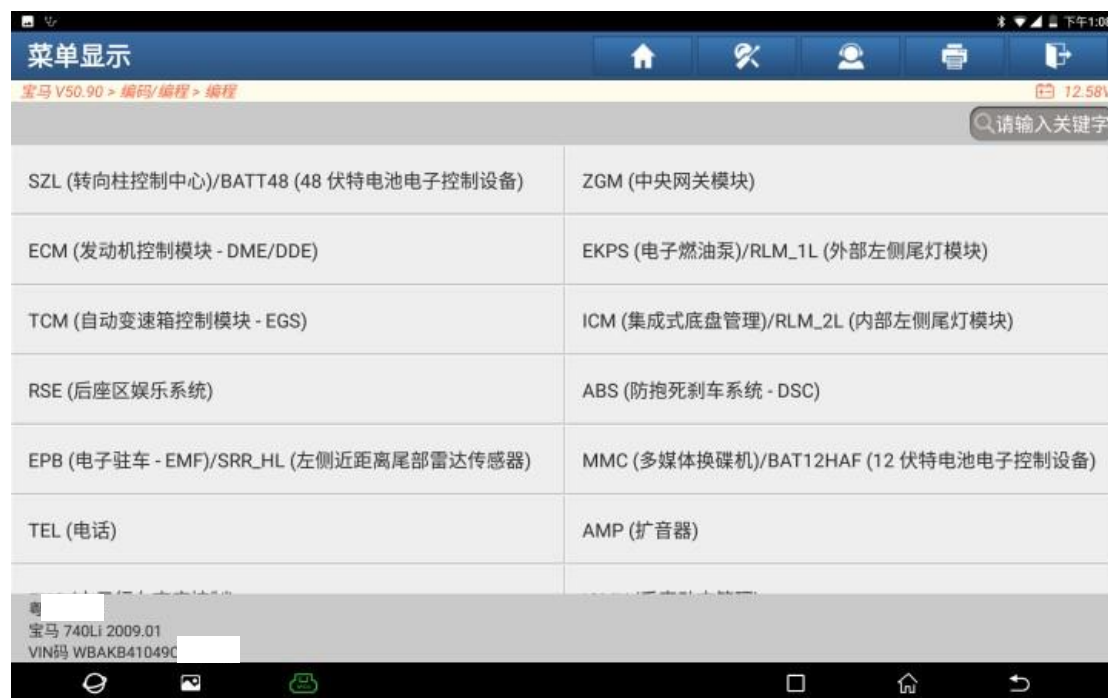 下午1:08
菜单显示
宝马 V50.90 > 编码/编程 > 编程
12.58V
请输入关键字
SZL (转向柱控制中心)/BATT48 (48 伏特电池电子控制设备)
ZGM (中央网关模块)
ECM (发动机控制模块 - DME/DDE)
EKPS (电子燃油泵)/RLM_1L (外部左侧尾灯模块)
TCM (自动变速箱控制模块 - EGS)
ICM (集成式底盘管理)/RLM_2L (内部左侧尾灯模块)
RSE (后座区娱乐系统)
ABS (防抱死刹车系统 - DSC)
EPB (电子驻车 - EMF)/SRR_HL (左侧近距离尾部雷达传感器)
MMC (多媒体换碟机)/BAT12HAF (12 伏特电池电子控制设备)
TEL (电话)
AMP (扩音器)
粤
宝马 740Li 2009.01
VIN码 WBAKB41049C